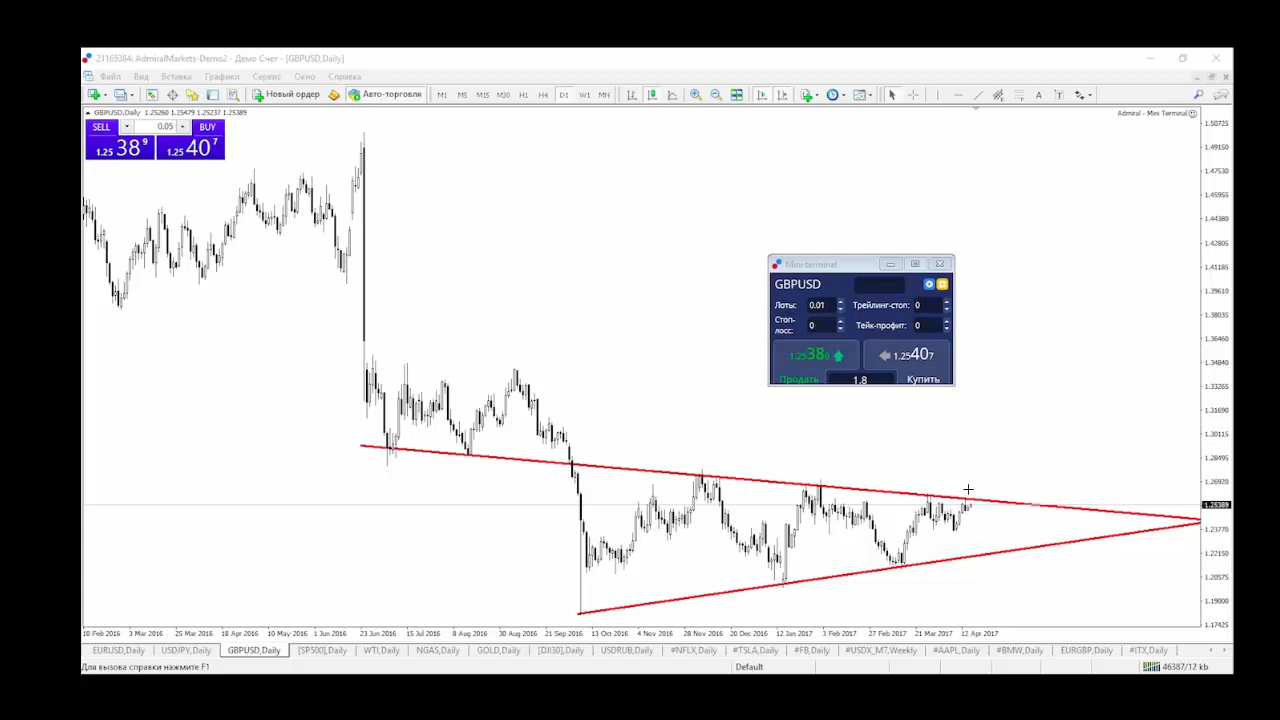 21165384: AdmiralMarkets-Demo2 - Демо Счет - [GBPUSD,Daily]
Файл Вид Вставка Графики Сервис Окно Справка
Новый ордер Авто-торговля M1 M5 M15 M30 H1 H4 D1 W1 MN A T
GBPUSD,Daily 1.25260 1.25479 1.25237 1.25389
Admiral - Mini Terminal
SELL 0.05 BUY
1.25 38 9 1.25 40 7
1.50725
1.49150
1.47530
1.45955
1.44380
1.42805
1.41185
1.39610
1.38035
1.36460
1.34840
1.33265
1.31690
1.30115
1.28495
1.26920
1.25389
1.23770
1.22150
1.20575
1.19000
1.17425
Mini terminal
GBPUSD
Лоты: 0.01 Трейлинг-стоп: 0
Стоп-лосс: 0 Тейк-профит: 0
1.25389 1.25407
Продать 1.8 Купить
10 Feb 2016 3 Mar 2016 25 Mar 2016 18 Apr 2016 10 May 2016 1 Jun 2016 23 Jun 2016 15 Jul 2016 8 Aug 2016 30 Aug 2016 21 Sep 2016 13 Oct 2016 4 Nov 2016 28 Nov 2016 20 Dec 2016 12 Jan 2017 3 Feb 2017 27 Feb 2017 21 Mar 2017 12 Apr 2017
EURUSD,Daily USDJPY,Daily GBPUSD,Daily [SP500],Daily WTI,Daily NGAS,Daily GOLD,Daily [DJI30],Daily USDRUB,Daily #NFLX,Daily #TSLA,Daily #FB,Daily #USDX_M7,Weekly #AAPL,Daily #BMW,Daily EURGBP,Daily #ITX,Daily
Для вызова справки нажмите F1 Default 46387/12 kb